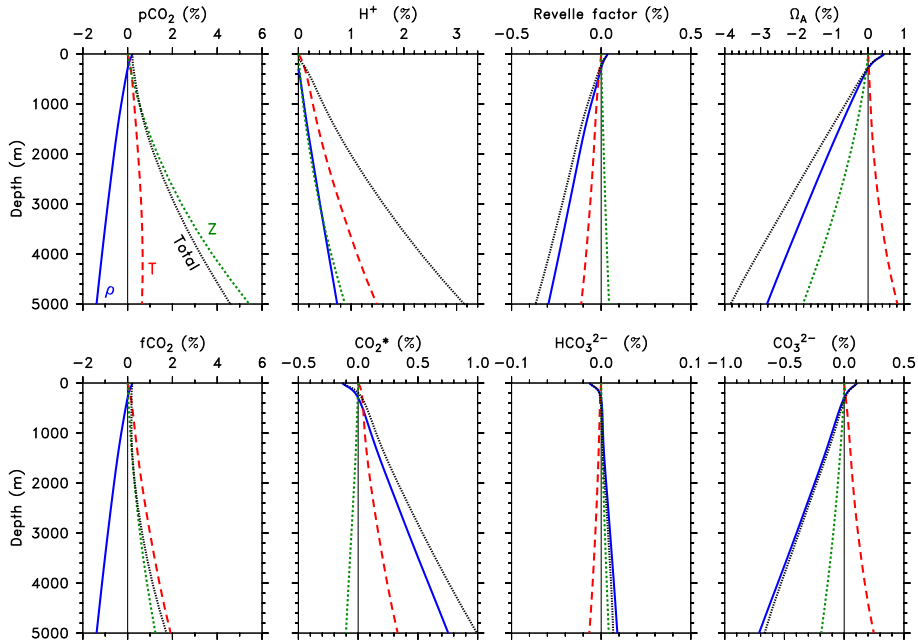 pCO₂ (%)
H⁺ (%)
Revelle factor (%)
Ω_A (%)
−2 0 2 4 6
0 1 2 3
−0.5 0.0 0.5
−4 −3 −2 −1 0 1
0
1000
2000
3000
4000
5000
Depth (m)
ρ
T
Total
Z
fCO₂ (%)
CO₂* (%)
HCO₃²⁻ (%)
CO₃²⁻ (%)
−2 0 2 4 6
−0.5 0.0 0.5 1.0
−0.1 0.0 0.1
−1.0 −0.5 0.0 0.5
0
1000
2000
3000
4000
5000
Depth (m)